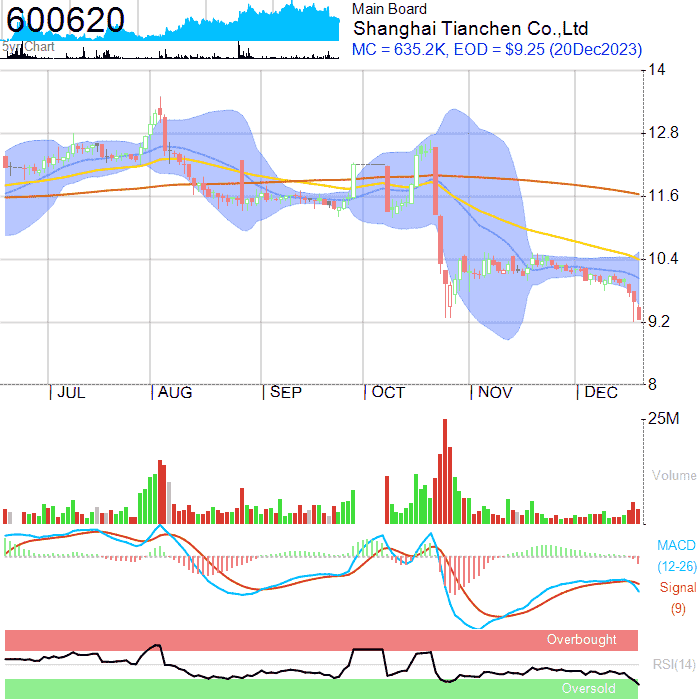 600620
5yr Chart
Main Board
Shanghai Tianchen Co.,Ltd
MC = 635.2K, EOD = $9.25 (20Dec2023)
14
12.8
11.6
10.4
9.2
8
JUL AUG SEP OCT NOV DEC
25M
Volume
MACD
(12-26)
Signal
(9)
Overbought
RSI(14)
Oversold